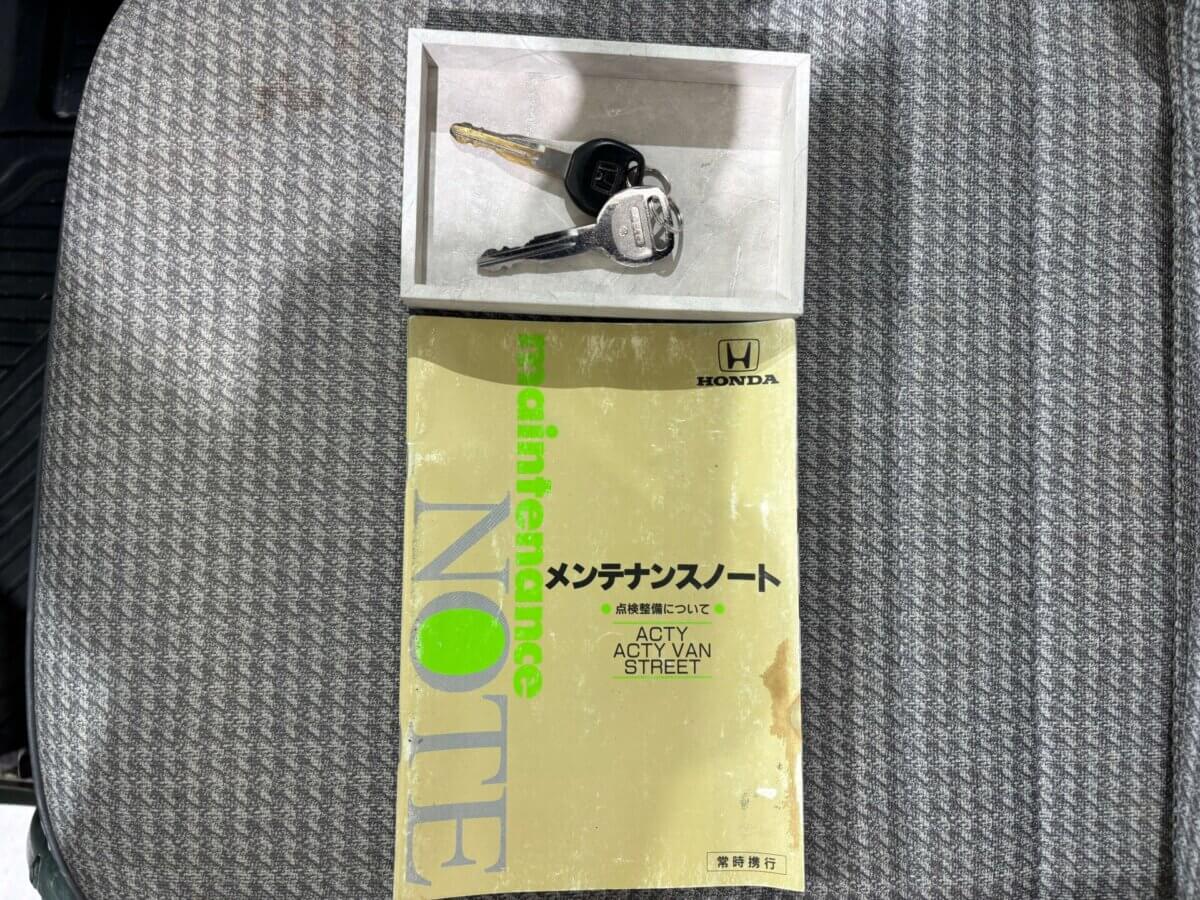 HONDA
maintenance
NOTE
メンテナンスノート
点検整備について
ACTY
ACTY VAN
STREET
常時携行